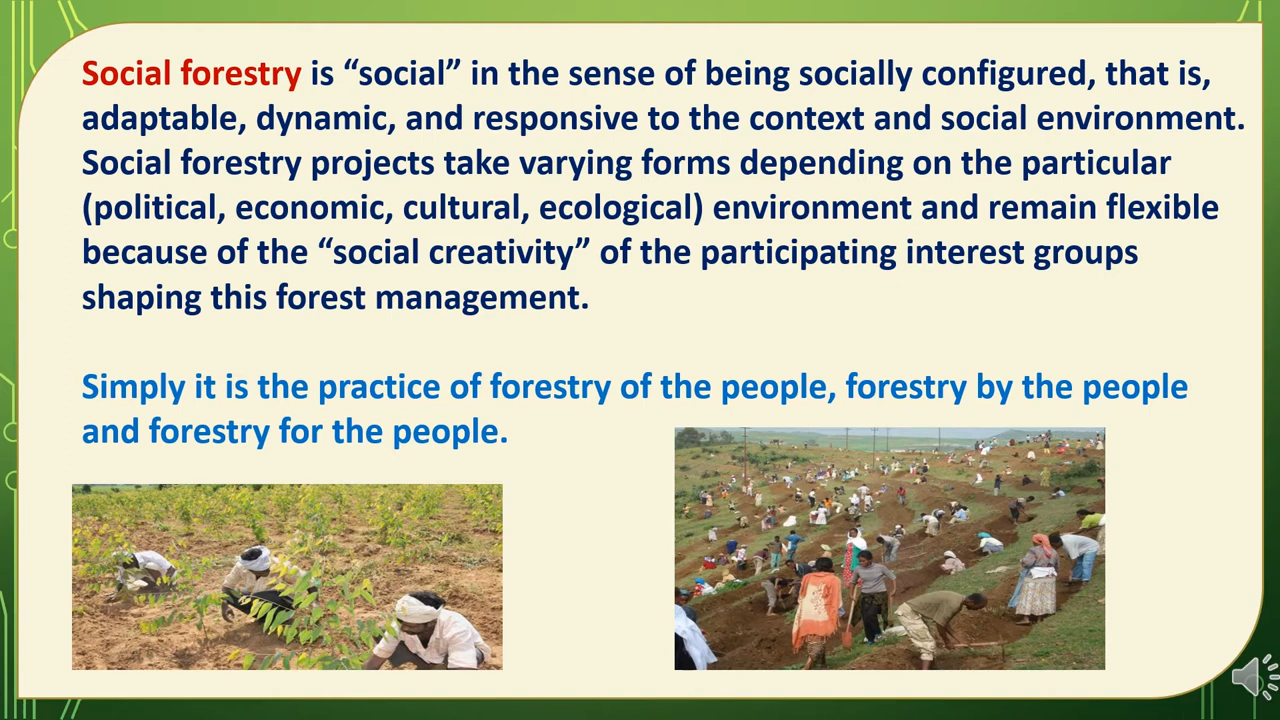 Social forestry is “social” in the sense of being socially configured, that is,
adaptable, dynamic, and responsive to the context and social environment.
Social forestry projects take varying forms depending on the particular
(political, economic, cultural, ecological) environment and remain flexible
because of the “social creativity” of the participating interest groups
shaping this forest management.
Simply it is the practice of forestry of the people, forestry by the people
and forestry for the people.